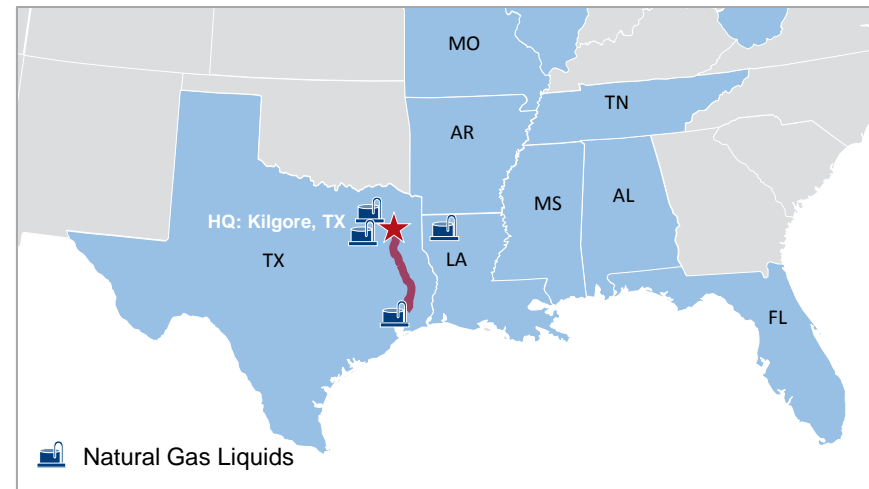 MO
TN
AR
MS
AL
HQ: Kilgore, TX
TX
LA
FL
Natural Gas Liquids